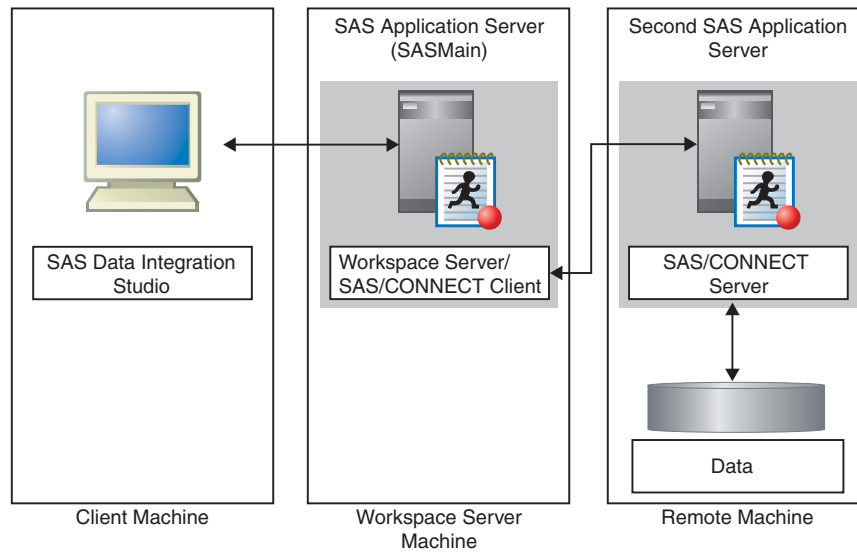 SAS Application Server
(SASMain)
Second SAS Application
Server
SAS Data Integration
Studio
Workspace Server/
SAS/CONNECT Client
SAS/CONNECT
Server
Data
Client Machine
Workspace Server
Machine
Remote Machine